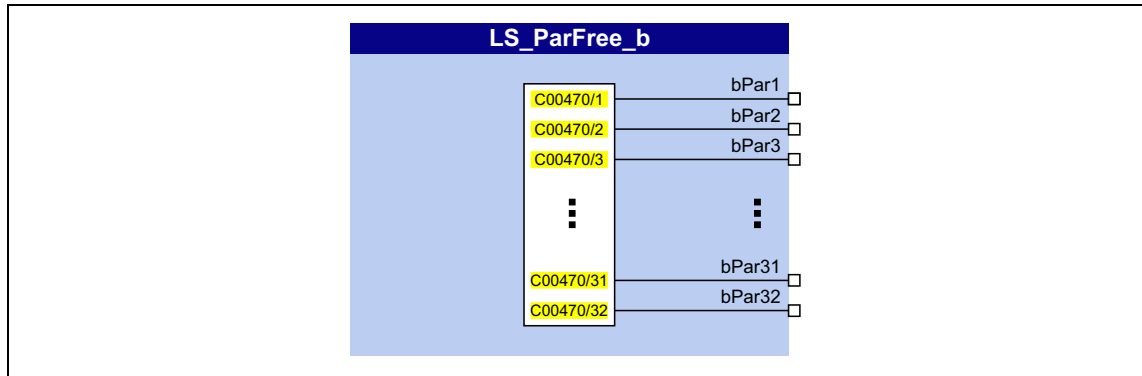 LS_ParFree_b
C00470/1 bPar1
C00470/2 bPar2
C00470/3 bPar3
C00470/31 bPar31
C00470/32 bPar32